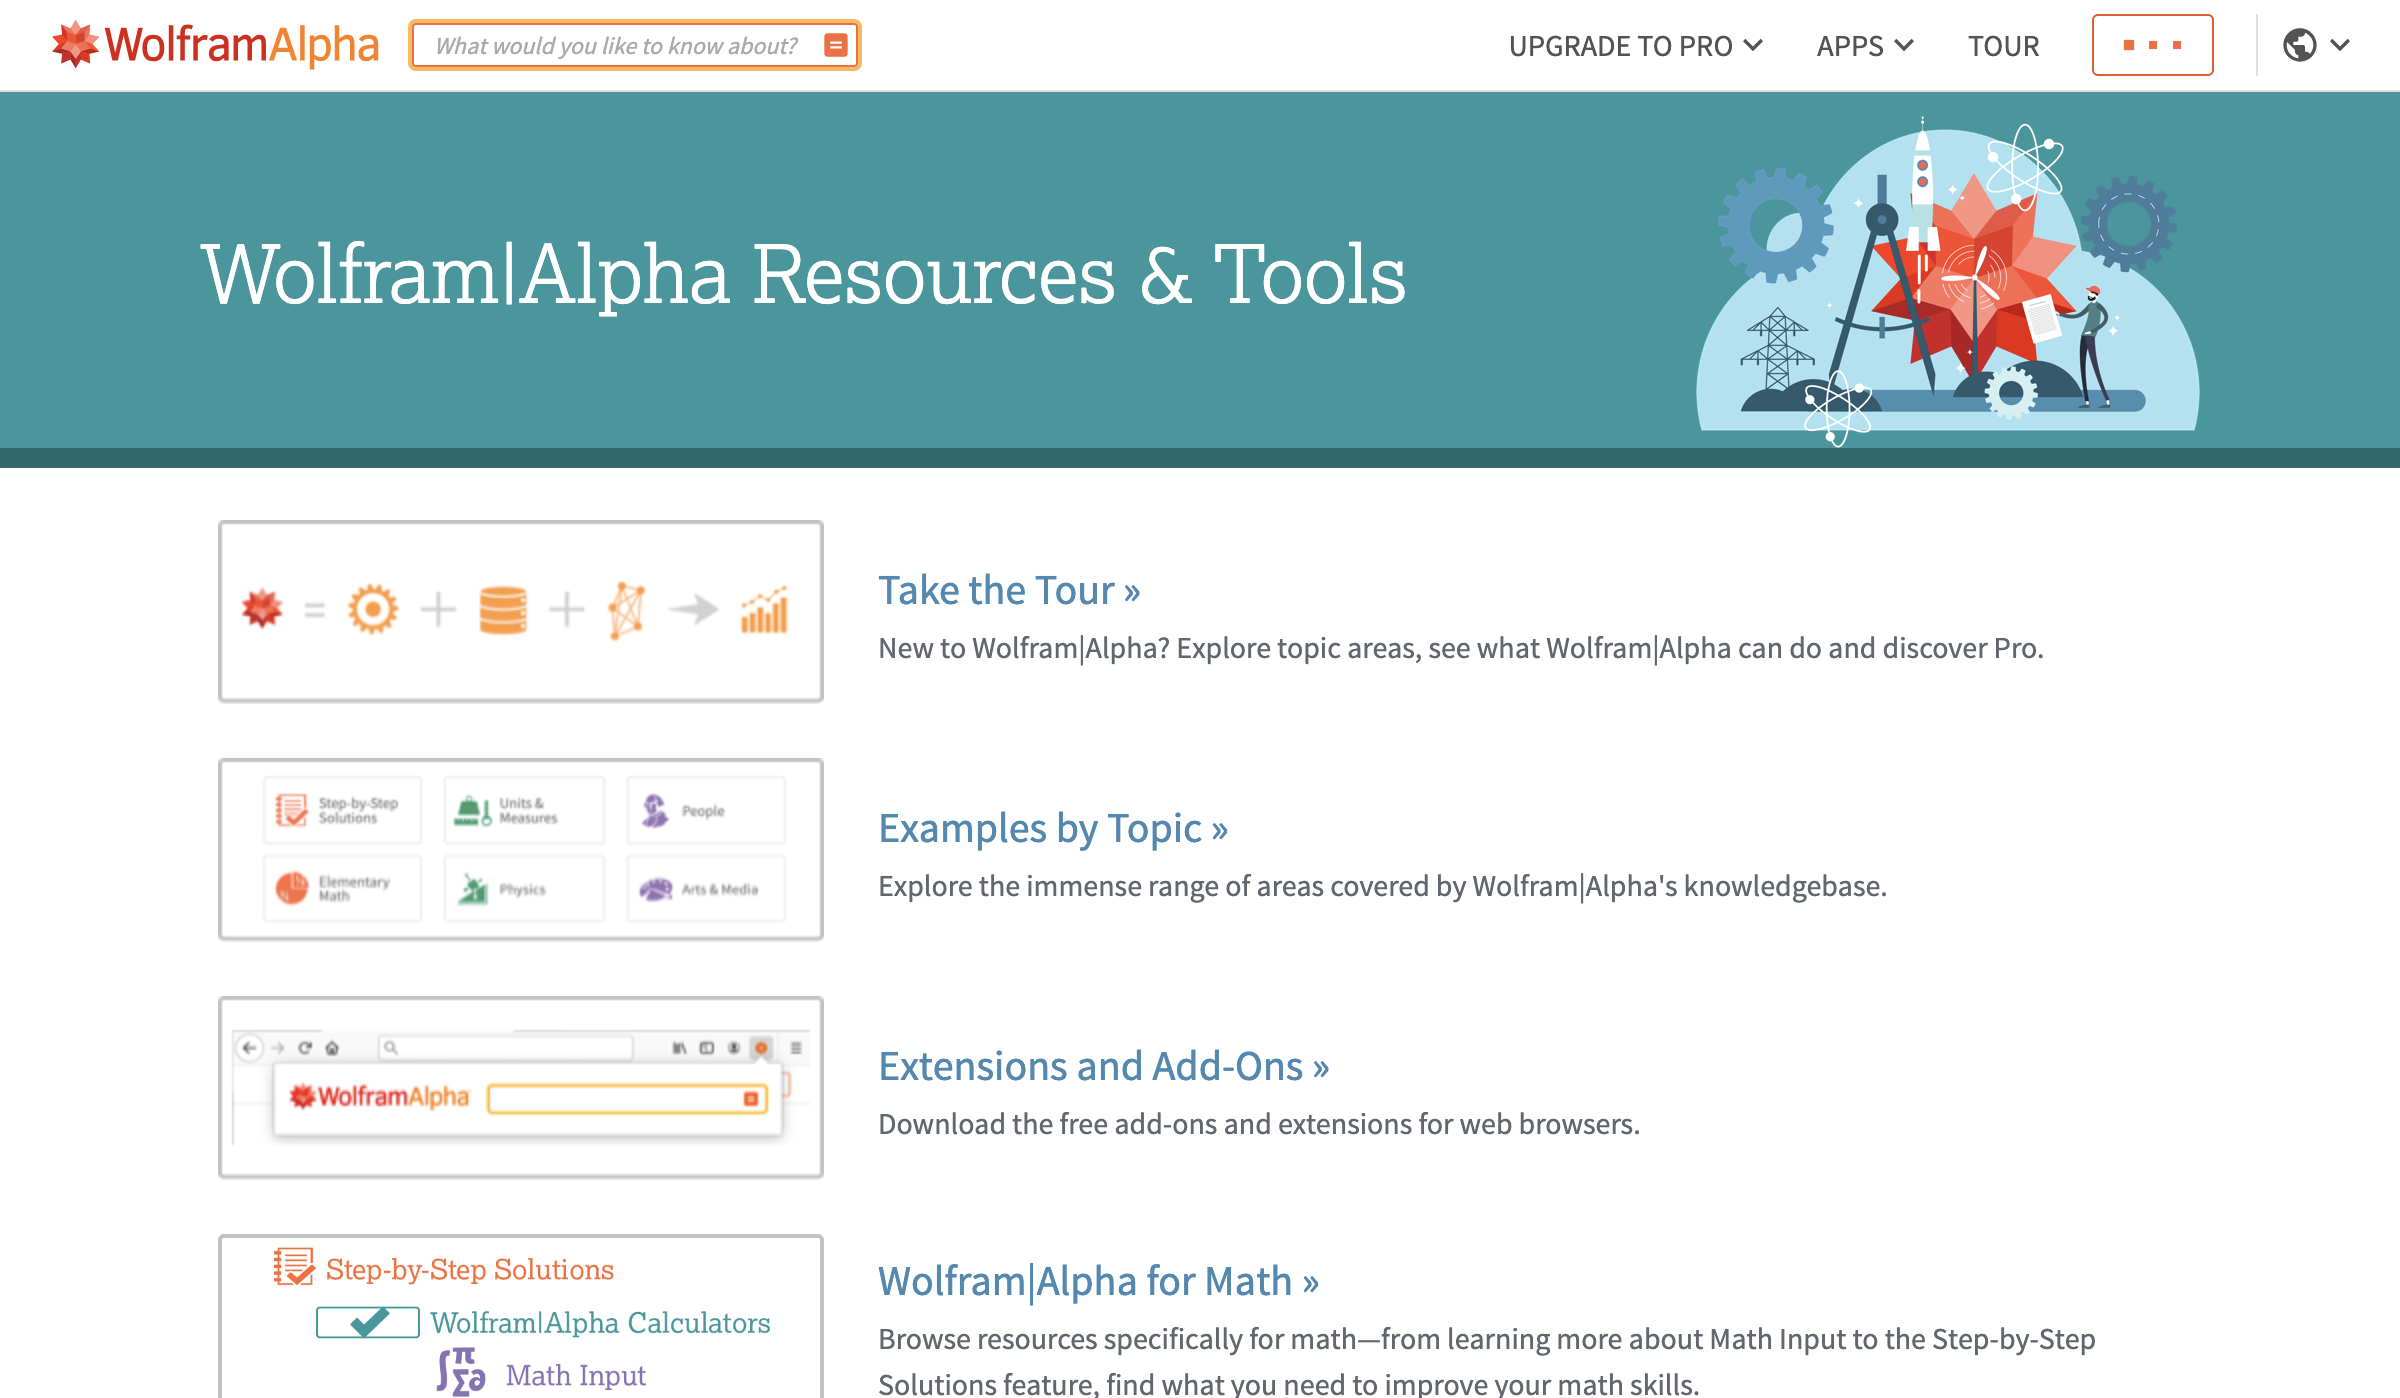 WolframAlpha
What would you like to know about?
UPGRADE TO PRO
APPS
TOUR
Wolfram|Alpha Resources & Tools
Take the Tour »
New to Wolfram|Alpha? Explore topic areas, see what Wolfram|Alpha can do and discover Pro.
Step-by-Step
Solutions
Units &
Measures
People
Elementary
Math
Physics
Arts & Media
Examples by Topic »
Explore the immense range of areas covered by Wolfram|Alpha's knowledgebase.
WolframAlpha
Extensions and Add-Ons »
Download the free add-ons and extensions for web browsers.
Step-by-Step Solutions
Wolfram|Alpha Calculators
Math Input
Wolfram|Alpha for Math »
Browse resources specifically for math—from learning more about Math Input to the Step-by-Step
Solutions feature, find what you need to improve your math skills.